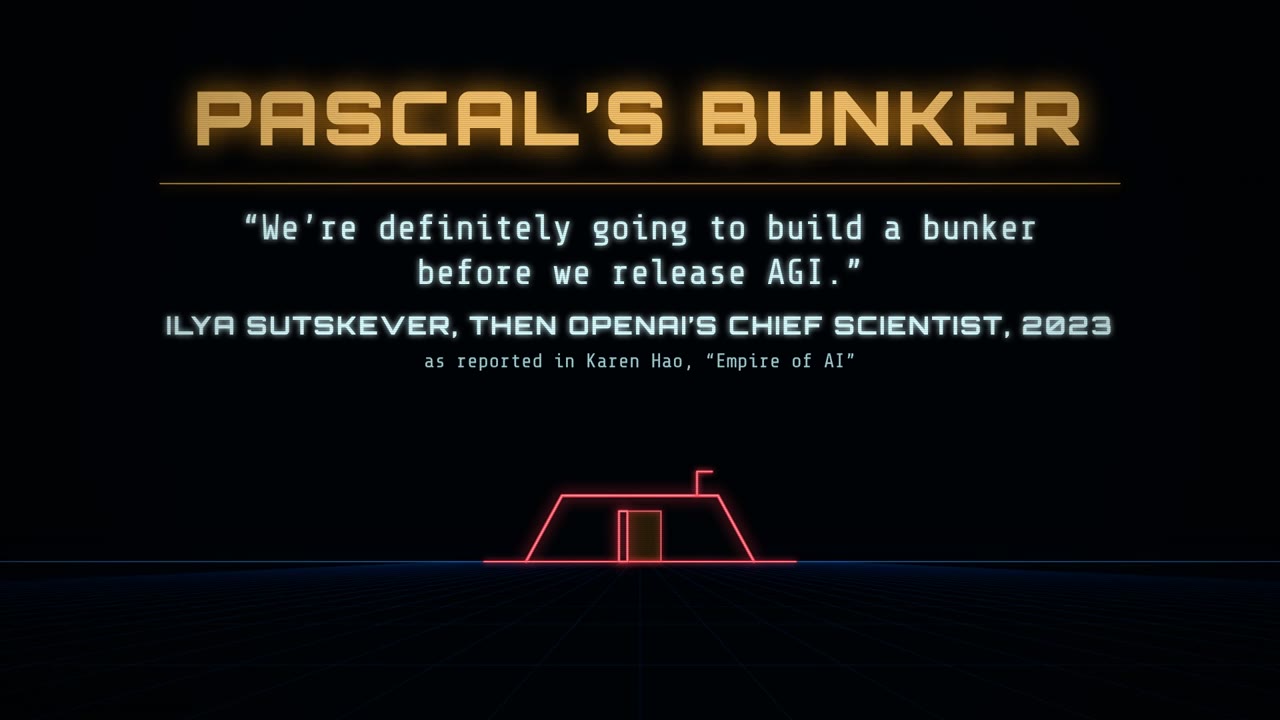 PASCAL’S BUNKER
“We’re definitely going to build a bunker
before we release AGI.”
ILYA SUTSKEVER, THEN OPENAI’S CHIEF SCIENTIST, 2023
as reported in Karen Hao, “Empire of AI”